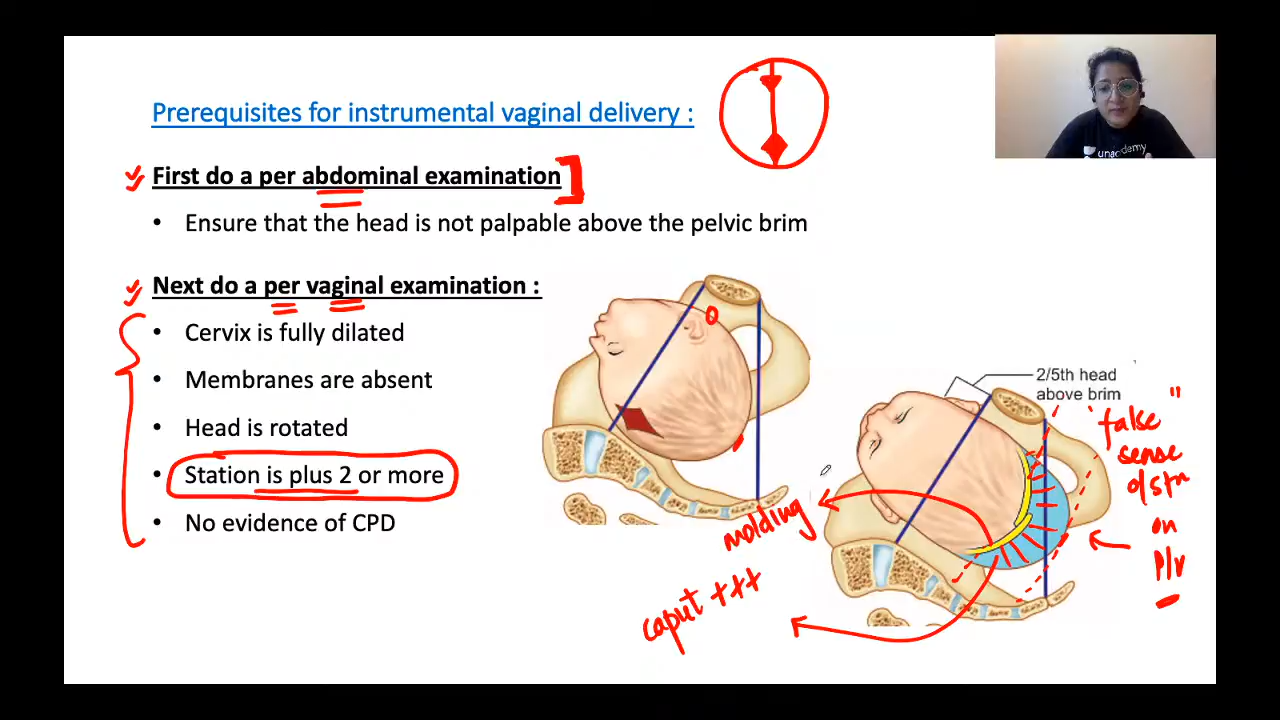 Prerequisites for instrumental vaginal delivery :
First do a per abdominal examination
• Ensure that the head is not palpable above the pelvic brim
Next do a per vaginal examination :
• Cervix is fully dilated
• Membranes are absent
• Head is rotated
• Station is plus 2 or more
• No evidence of CPD
2/5th head
above brim
"false
sense
of stn"
on
P/V
molding
caput +++
unacademy